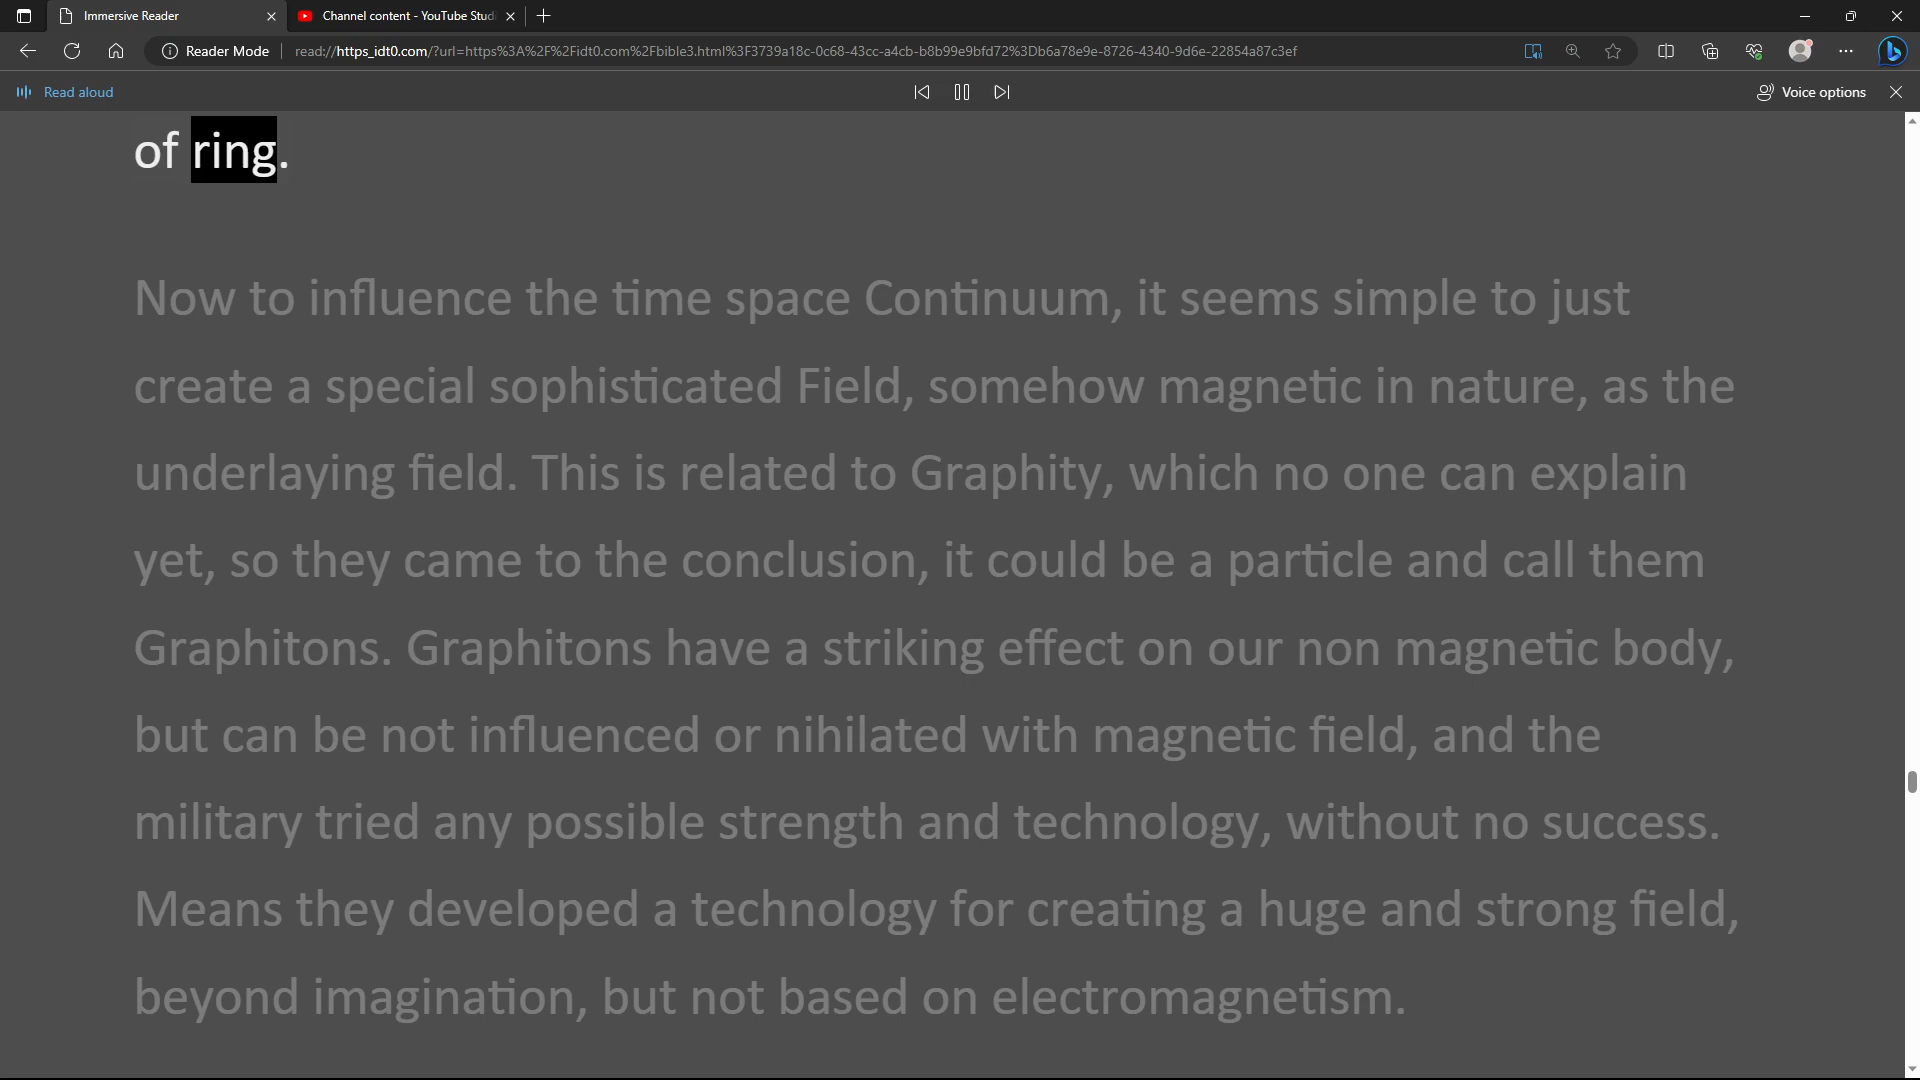 Immersive Reader
Channel content - YouTube Studi
Reader Mode
read://https_idt0.com/?url=https%3A%2F%2Fidt0.com%2Fbible3.html%3F3739a18c-0c68-43cc-a4cb-b8b99e9bfd72%3Db6a78e9e-8726-4340-9d6e-22854a87c3ef
Read aloud
Voice options
of ring.
Now to influence the time space Continuum, it seems simple to just
create a special sophisticated Field, somehow magnetic in nature, as the
underlaying field. This is related to Graphity, which no one can explain
yet, so they came to the conclusion, it could be a particle and call them
Graphitons. Graphitons have a striking effect on our non magnetic body,
but can be not influenced or nihilated with magnetic field, and the
military tried any possible strength and technology, without no success.
Means they developed a technology for creating a huge and strong field,
beyond imagination, but not based on electromagnetism.